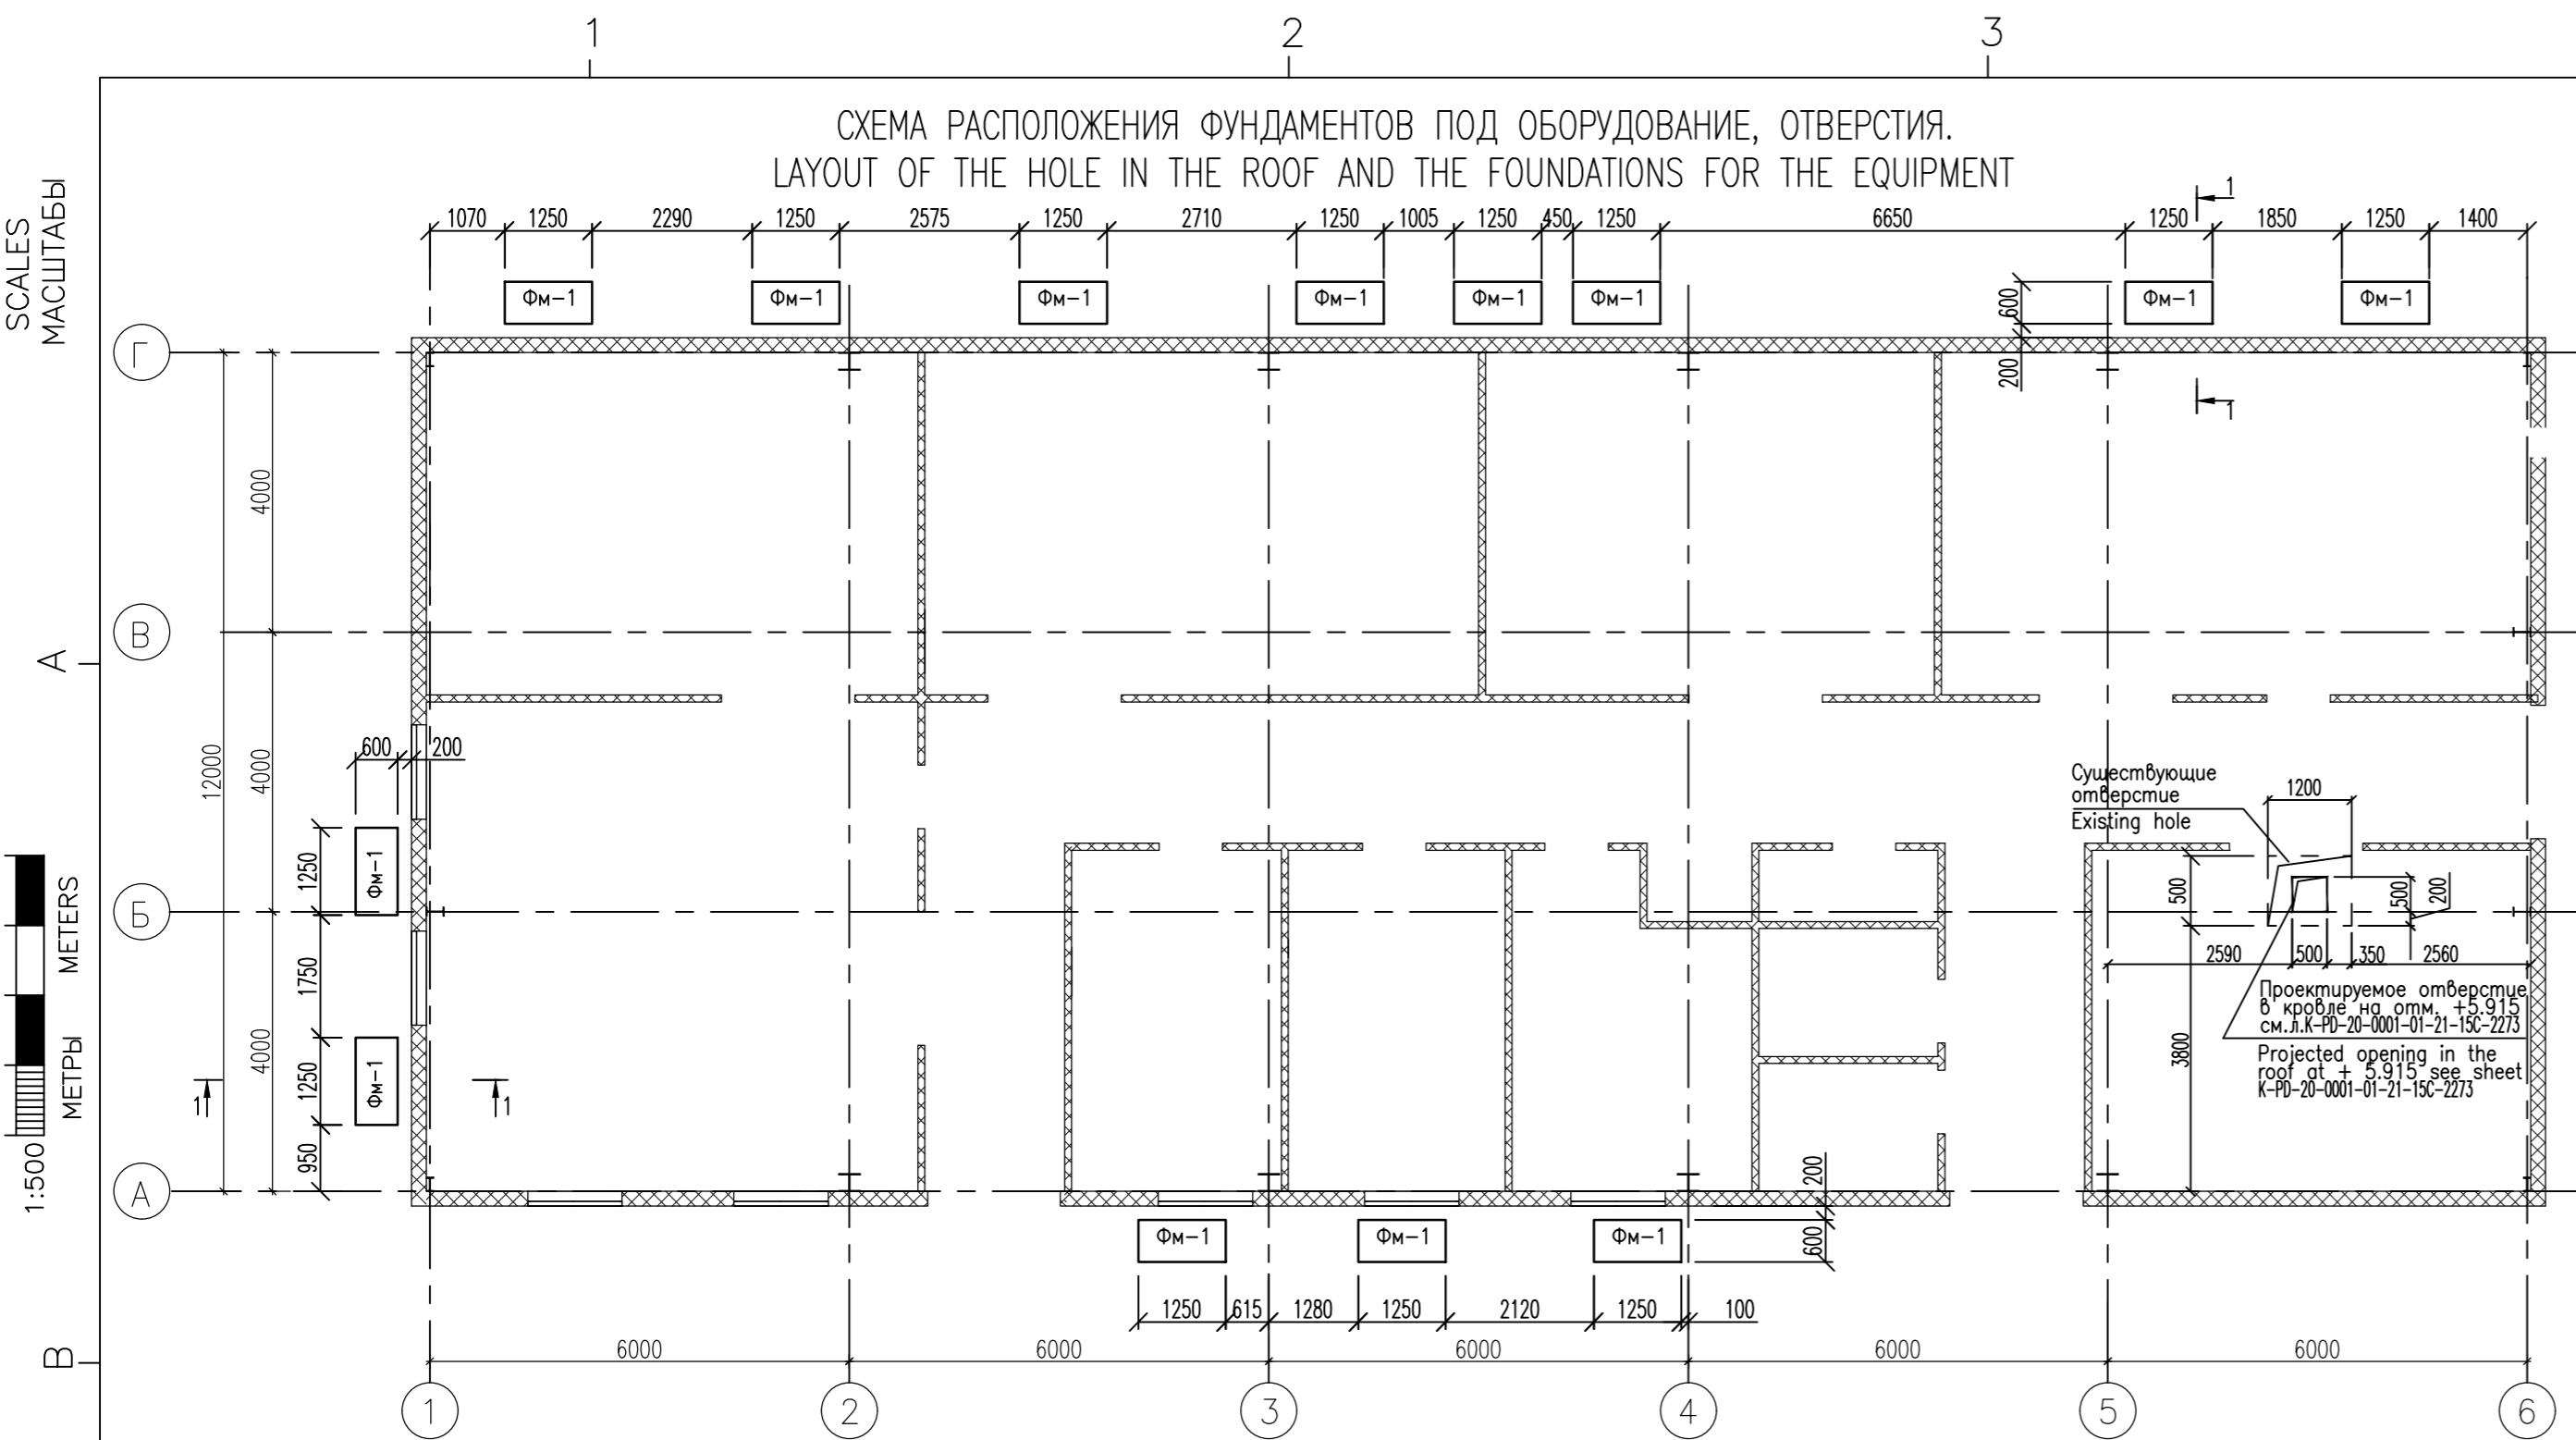 1
2
3
СХЕМА РАСПОЛОЖЕНИЯ ФУНДАМЕНТОВ ПОД ОБОРУДОВАНИЕ, ОТВЕРСТИЯ.
LAYOUT OF THE HOLE IN THE ROOF AND THE FOUNDATIONS FOR THE EQUIPMENT
SCALES
МАСШТАБЫ
1
1070 1250 2290 1250 2575 1250 2710 1250 1005 1250 450 1250 6650 1250 1850 1250 1400
Фм-1 Фм-1 Фм-1 Фм-1 Фм-1 Фм-1 Фм-1 Фм-1
600
200
1
Г
4000
В
А
12000
4000
600 200
1250
Фм-1
Б
1750
4000
1250
Фм-1
950
1 1
А
METERS
МЕТРЫ
1:500
Существующие
отверстие
Existing hole
1200
500
500
200
2590 500 350 2560
3800
Проектируемое отверстие
в кровле на отм. +5.915
см.л.K-PD-20-0001-01-21-15C-2273
Projected opening in the
roof at + 5.915 see sheet
K-PD-20-0001-01-21-15C-2273
200
600
Фм-1 Фм-1 Фм-1
1250 615 1280 1250 2120 1250 100
В
6000 6000 6000 6000 6000
1 2 3 4 5 6